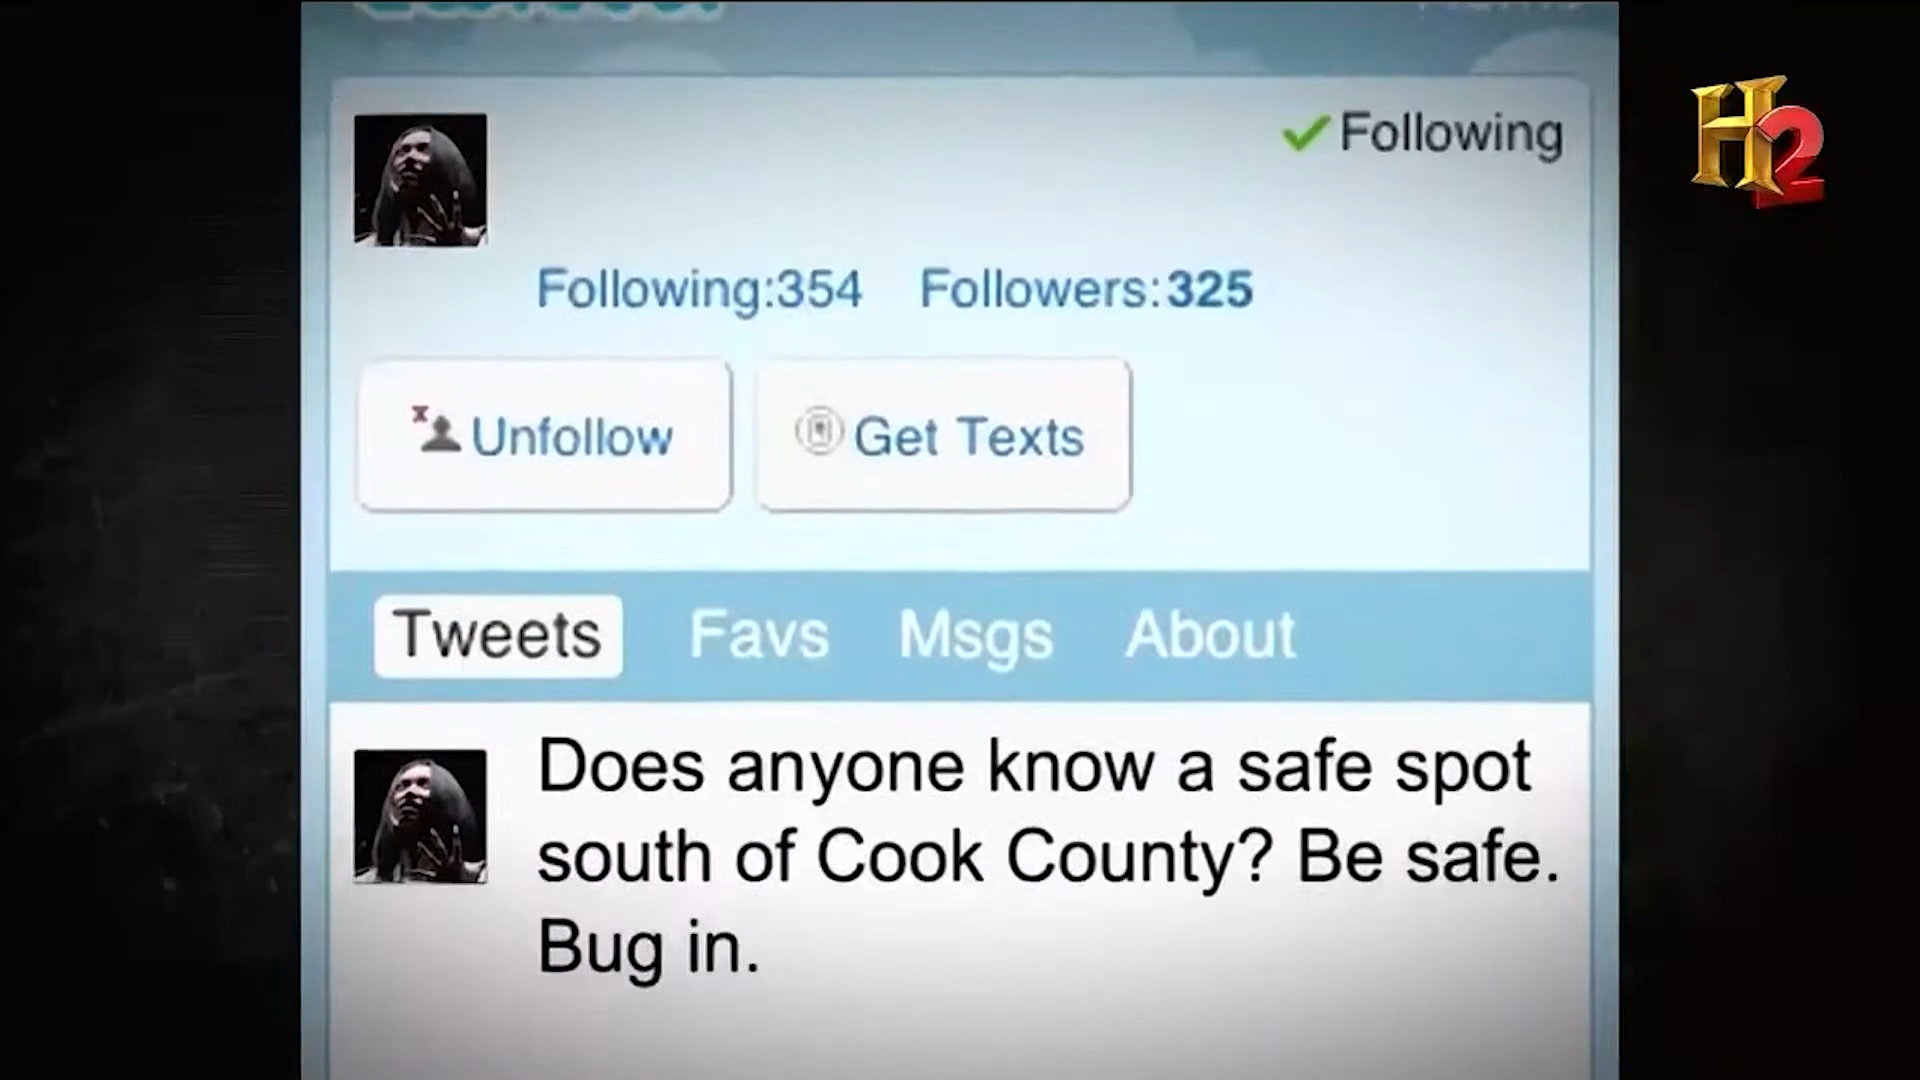 Following
H2
Following:354 Followers:325
Unfollow Get Texts
Tweets Favs Msgs About
Does anyone know a safe spot
south of Cook County? Be safe.
Bug in.